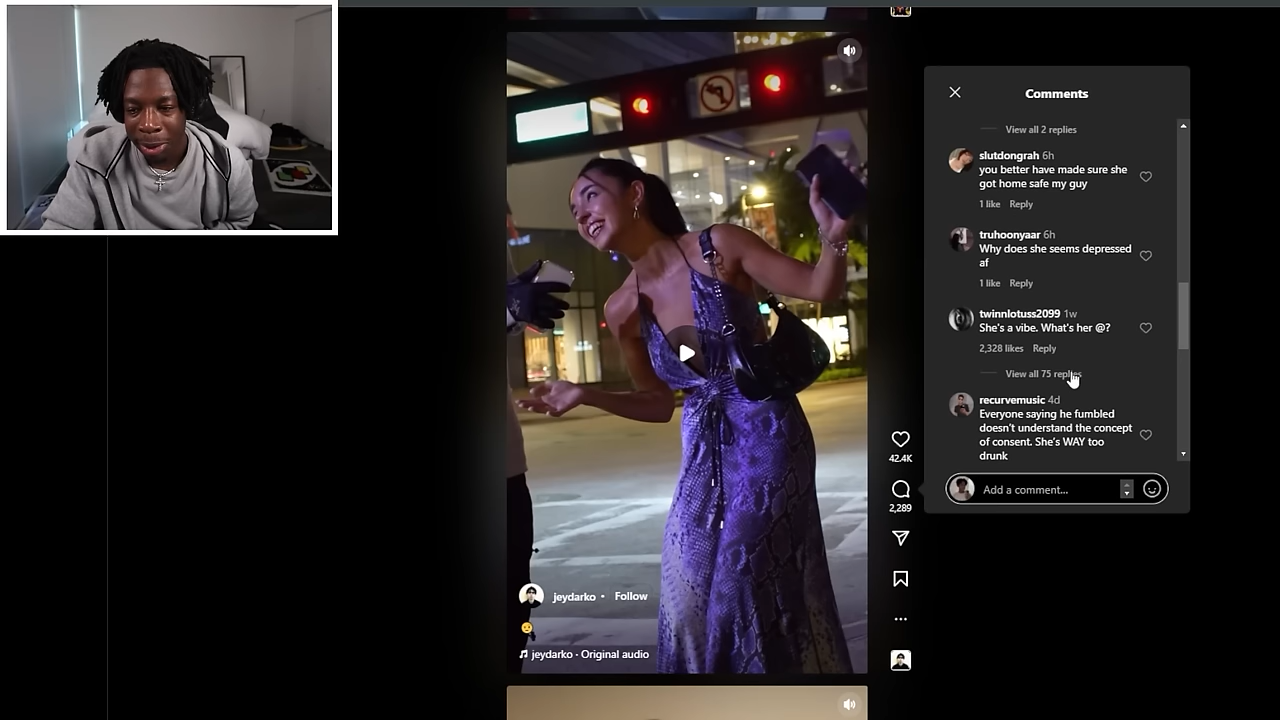 Comments
View all 2 replies
slutdongrah 6h
you better have made sure she
got home safe my guy
1 like Reply
truhoonyaar 6h
Why does she seems depressed
af
1 like Reply
twinnlotuss2099 1w
She's a vibe. What's her @?
2,328 likes Reply
View all 75 replies
recurvemusic 4d
Everyone saying he fumbled
doesn't understand the concept
of consent. She's WAY too
drunk
Add a comment...
42.4K
2,289
jeydarko • Follow
jeydarko · Original audio